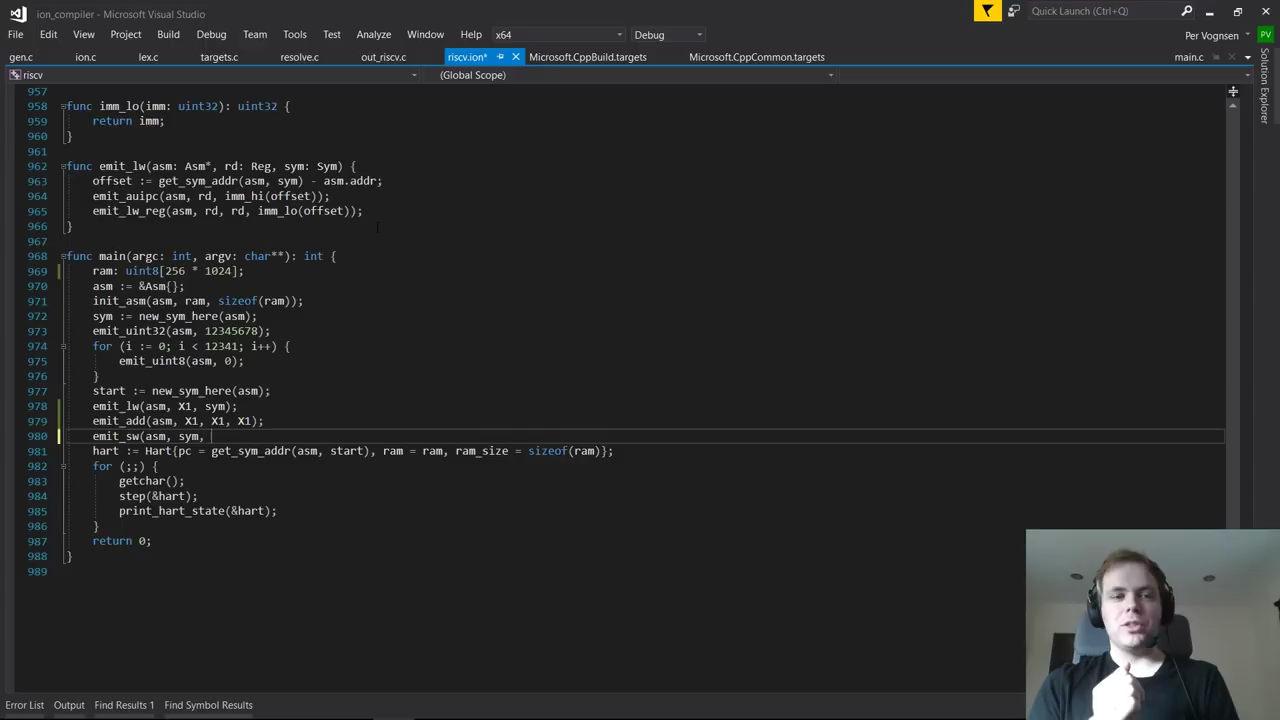 ion_compiler - Microsoft Visual Studio
Quick Launch (Ctrl+Q)
File Edit View Project Build Debug Team Tools Test Analyze Window Help x64 Debug
Per Vognsen PV
gen.c ion.c lex.c targets.c resolve.c out_riscv.c riscv.ion* Microsoft.CppBuild.targets Microsoft.CppCommon.targets main.c
riscv (Global Scope)
Solution Explorer
957
958 func imm_lo(imm: uint32): uint32 {
959 return imm;
960 }
961
962 func emit_lw(asm: Asm*, rd: Reg, sym: Sym) {
963 offset := get_sym_addr(asm, sym) - asm.addr;
964 emit_auipc(asm, rd, imm_hi(offset));
965 emit_lw_reg(asm, rd, rd, imm_lo(offset));
966 }
967
968 func main(argc: int, argv: char**): int {
969 ram: uint8[256 * 1024];
970 asm := &Asm{};
971 init_asm(asm, ram, sizeof(ram));
972 sym := new_sym_here(asm);
973 emit_uint32(asm, 12345678);
974 for (i := 0; i < 12341; i++) {
975 emit_uint8(asm, 0);
976 }
977 start := new_sym_here(asm);
978 emit_lw(asm, X1, sym);
979 emit_add(asm, X1, X1, X1);
980 emit_sw(asm, sym,
981 hart := Hart{pc = get_sym_addr(asm, start), ram = ram, ram_size = sizeof(ram)};
982 for (;;) {
983 getchar();
984 step(&hart);
985 print_hart_state(&hart);
986 }
987 return 0;
988 }
989
Error List Output Find Results 1 Find Symbol Results